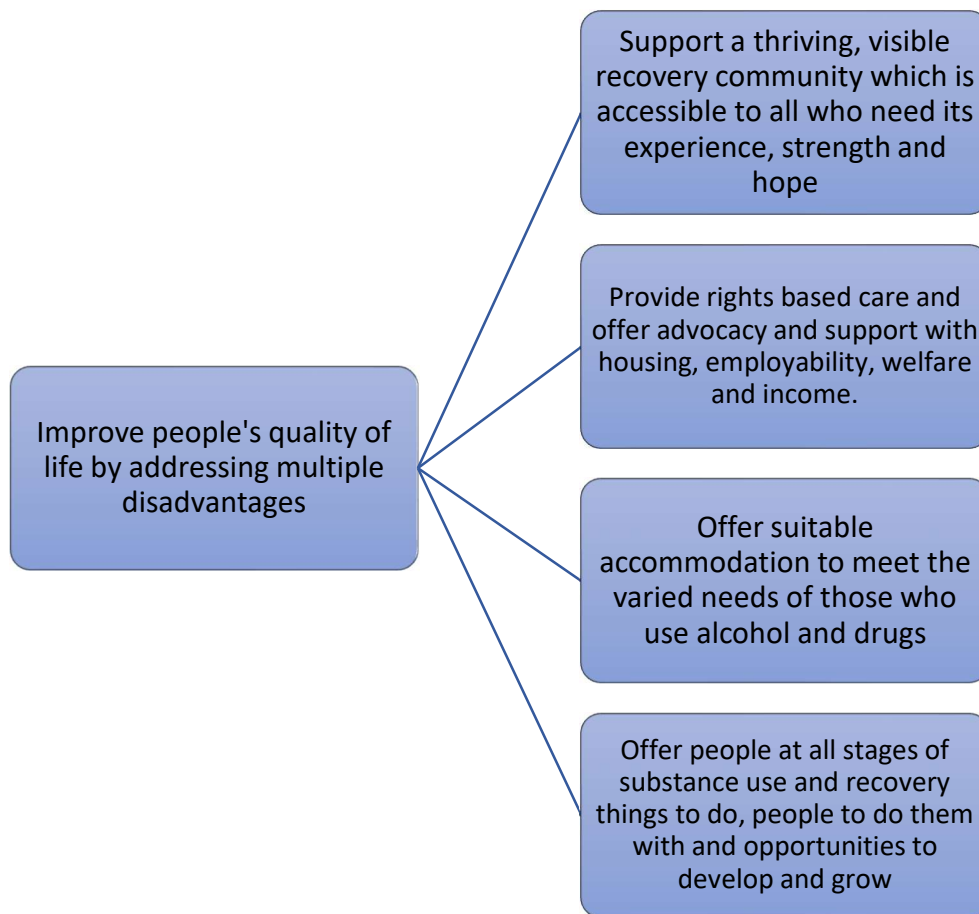 Support a thriving, visible
recovery community which is
accessible to all who need its
experience, strength and
hope
Provide rights based care and
offer advocacy and support with
housing, employability, welfare
and income.
Improve people's quality of
life by addressing multiple
disadvantages
Offer suitable
accommodation to meet the
varied needs of those who
use alcohol and drugs
Offer people at all stages of
substance use and recovery
things to do, people to do them
with and opportunities to
develop and grow